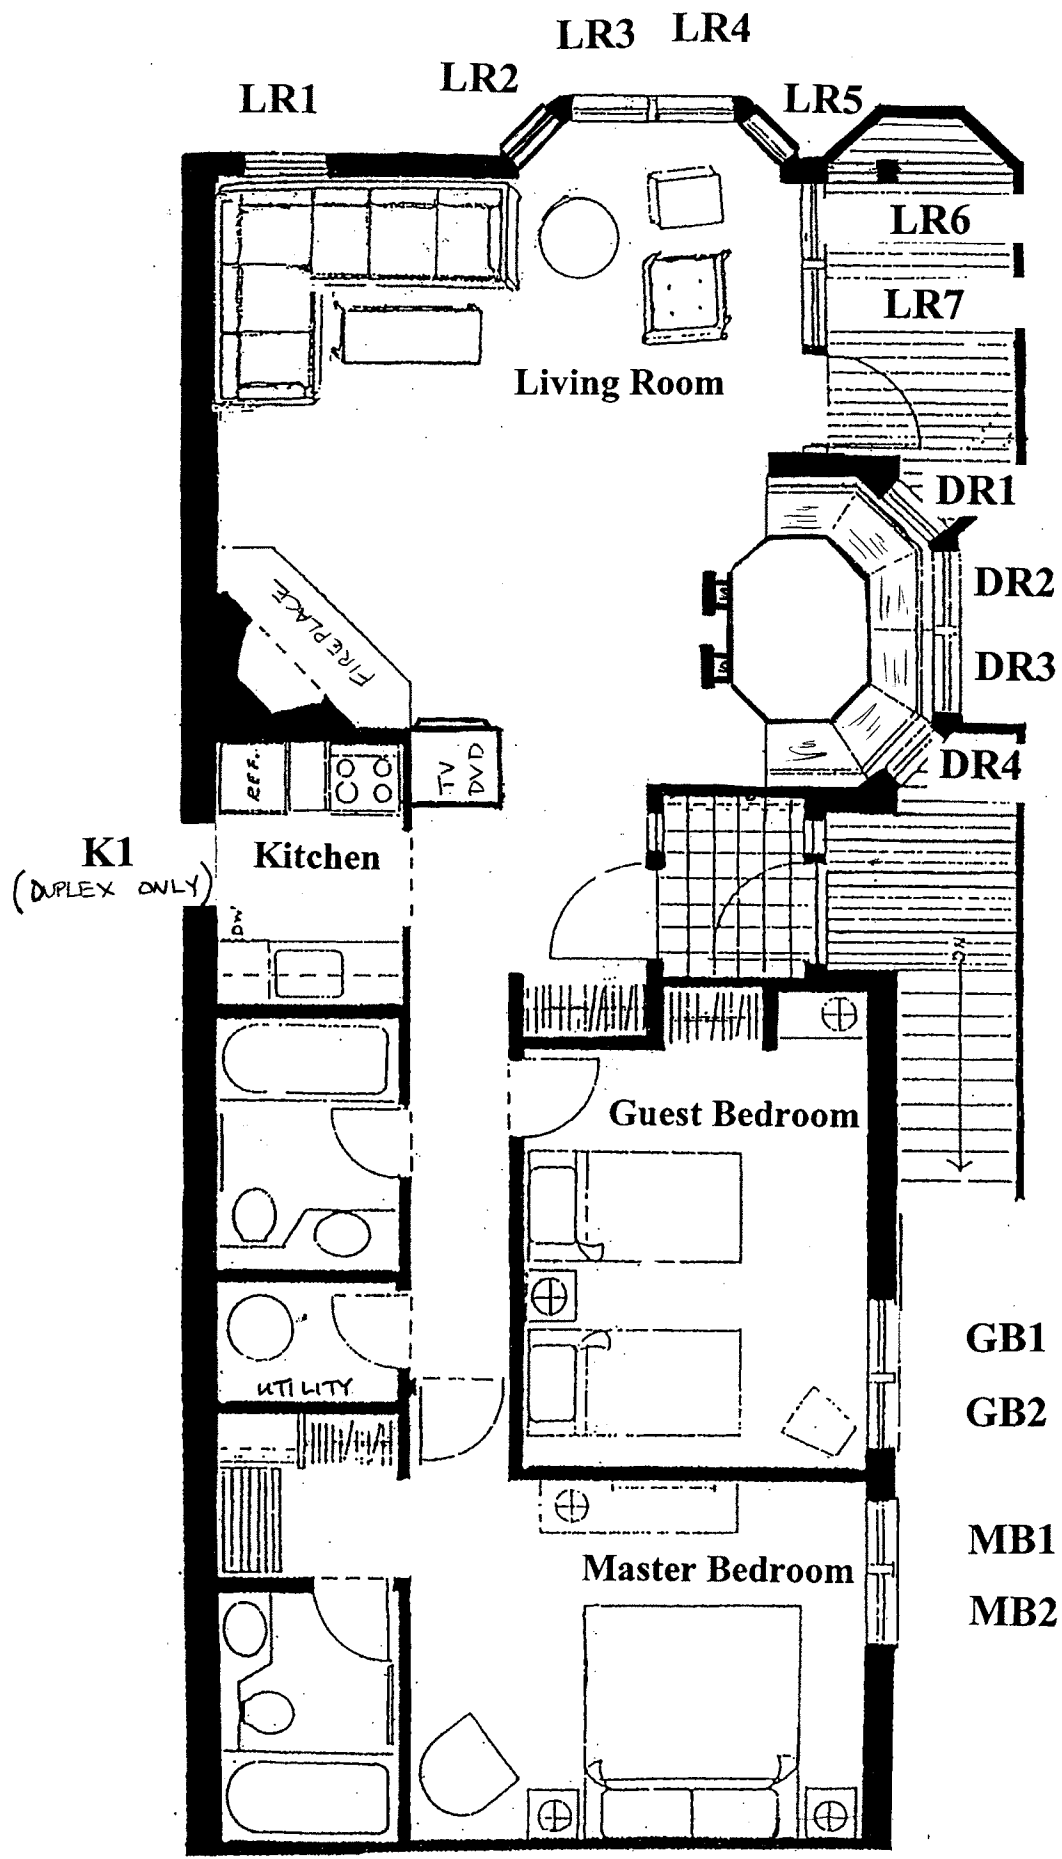 LR3 LR4
LR2
LR1
LR5
LR6
LR7
Living Room
DR1
DR2
FIREPLACE
DR3
TV
DVD
REF.
DR4
K1
(DUPLEX ONLY)
Kitchen
DW
DN
Guest Bedroom
GB1
UTILITY
GB2
MB1
Master Bedroom
MB2